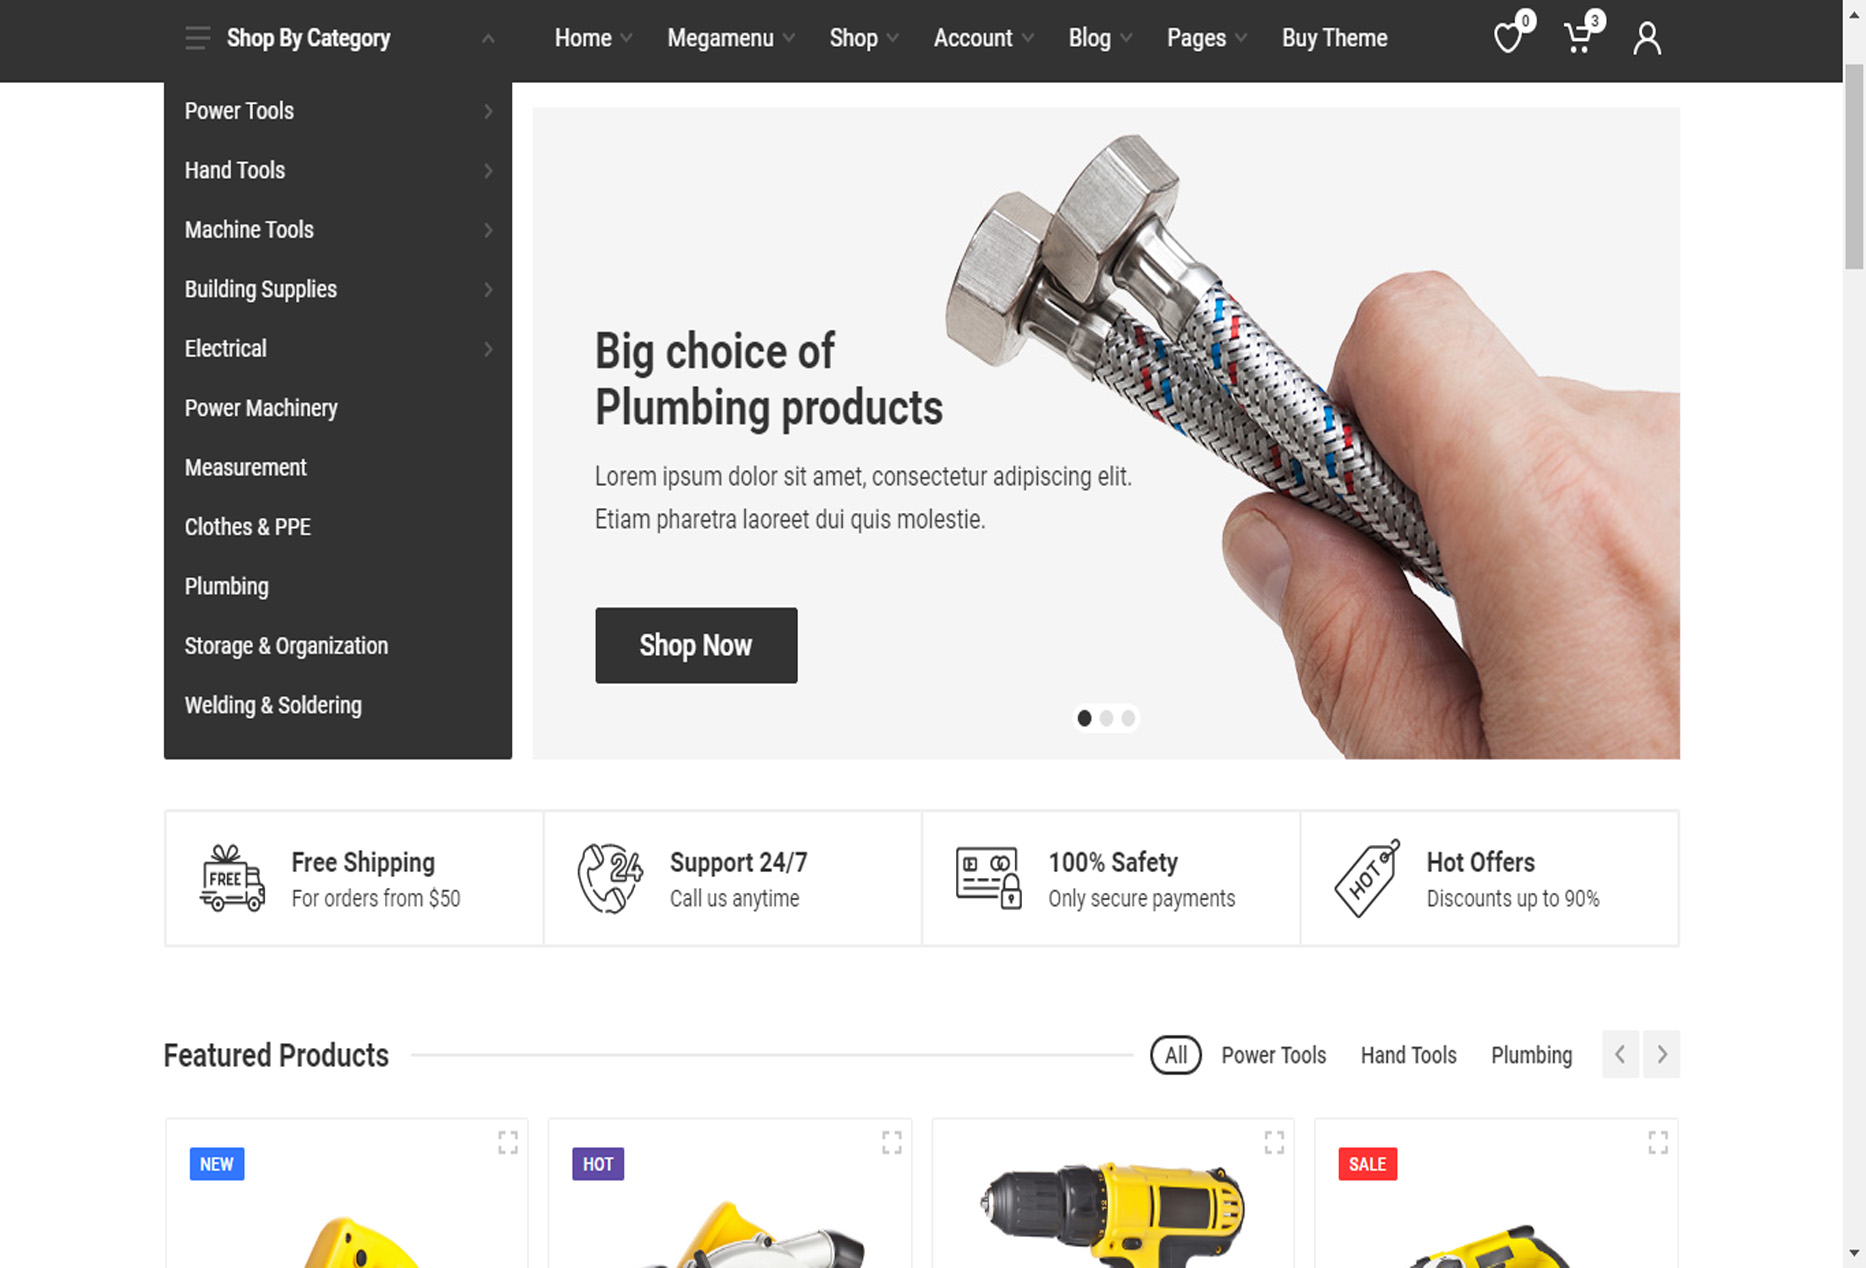 Shop By Category
Home
Megamenu
Shop
Account
Blog
Pages
Buy Theme
0
3
Power Tools
Hand Tools
Machine Tools
Building Supplies
Electrical
Power Machinery
Measurement
Clothes & PPE
Plumbing
Storage & Organization
Welding & Soldering
Big choice of
Plumbing products
Lorem ipsum dolor sit amet, consectetur adipiscing elit.
Etiam pharetra laoreet dui quis molestie.
Shop Now
FREE
Free Shipping
For orders from $50
24
Support 24/7
Call us anytime
100% Safety
Only secure payments
HOT
Hot Offers
Discounts up to 90%
Featured Products
All
Power Tools
Hand Tools
Plumbing
NEW
HOT
SALE